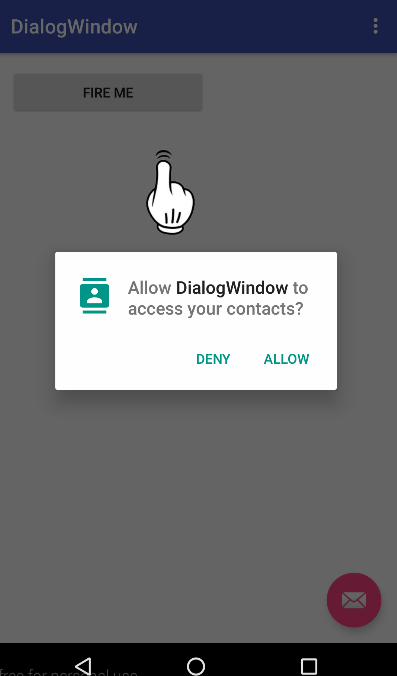 DialogWindow
FIRE ME
Allow DialogWindow to
access your contacts?
DENY ALLOW
free for personal use